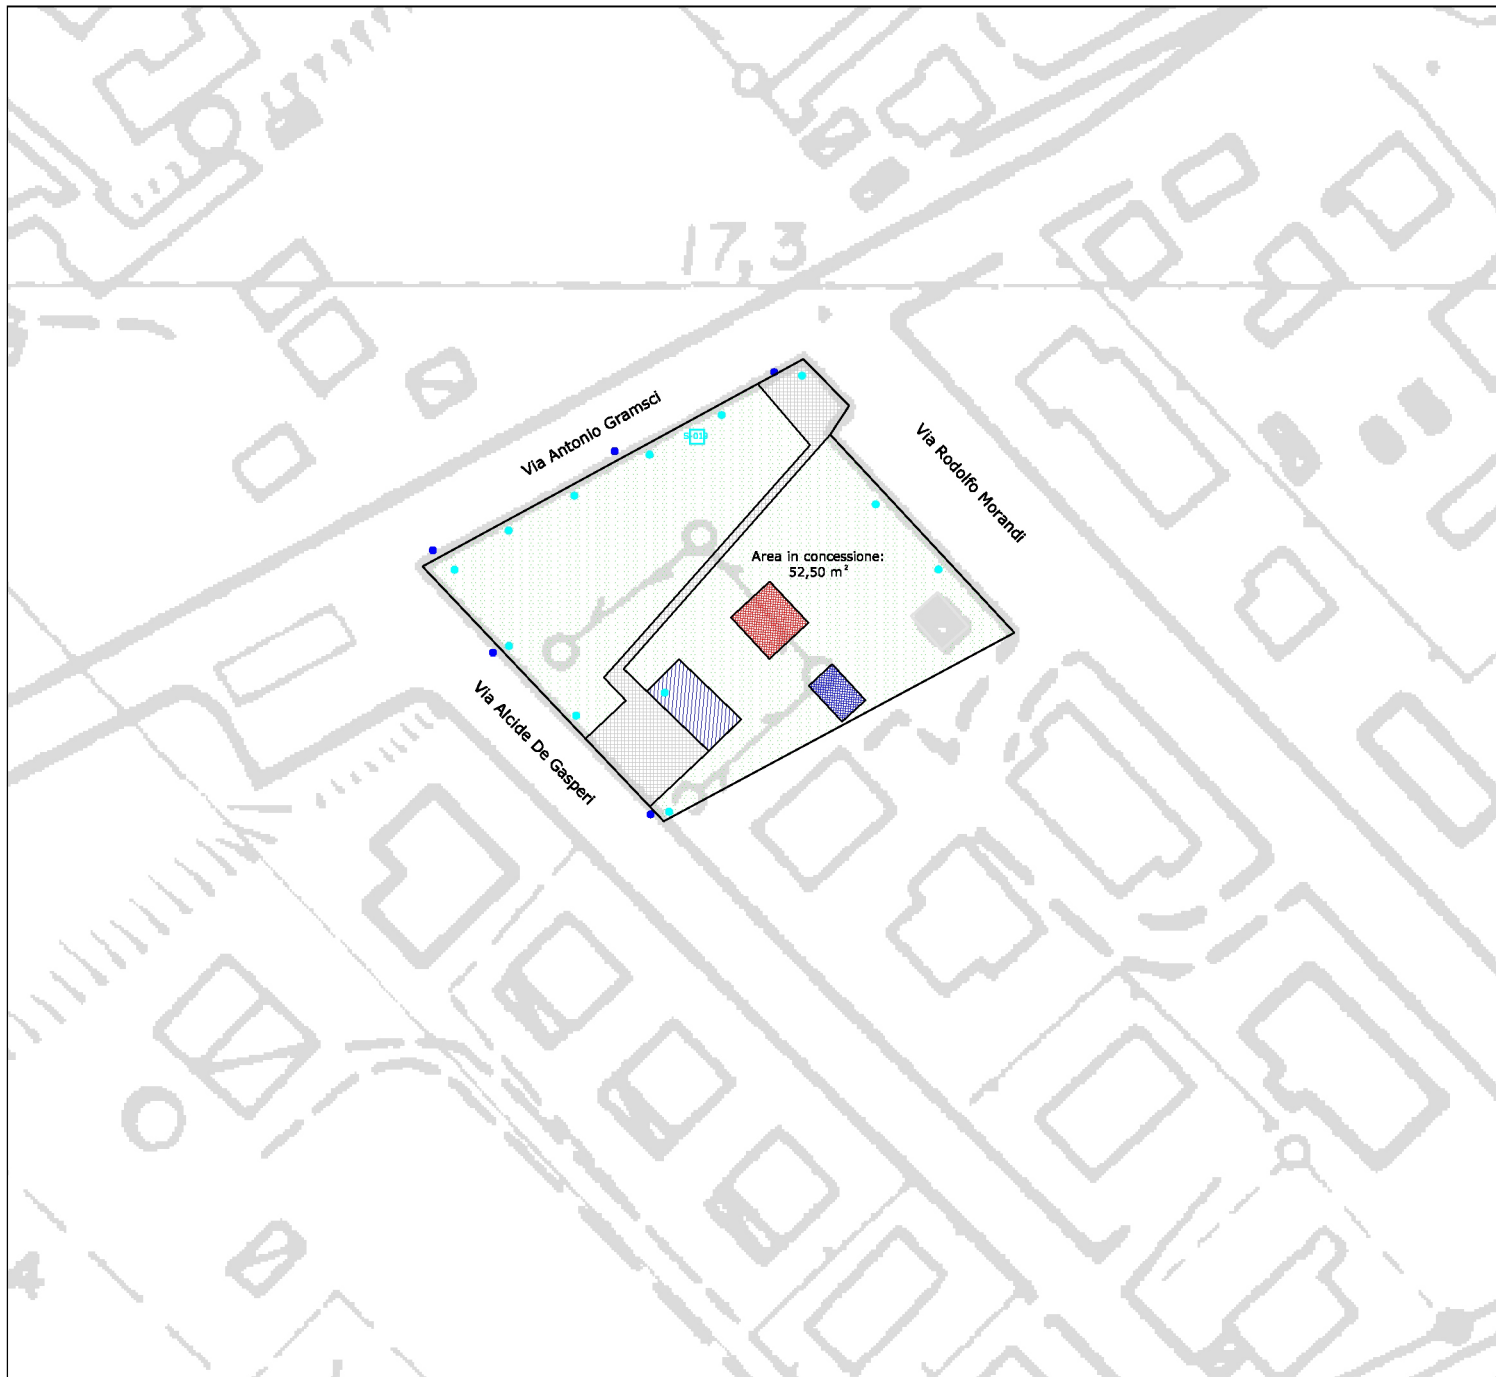 17,3
Via Antonio Gramsci
Via Rodolfo Morandi
Area in concessione:
52,50 m²
Via Alcide De Gasperi